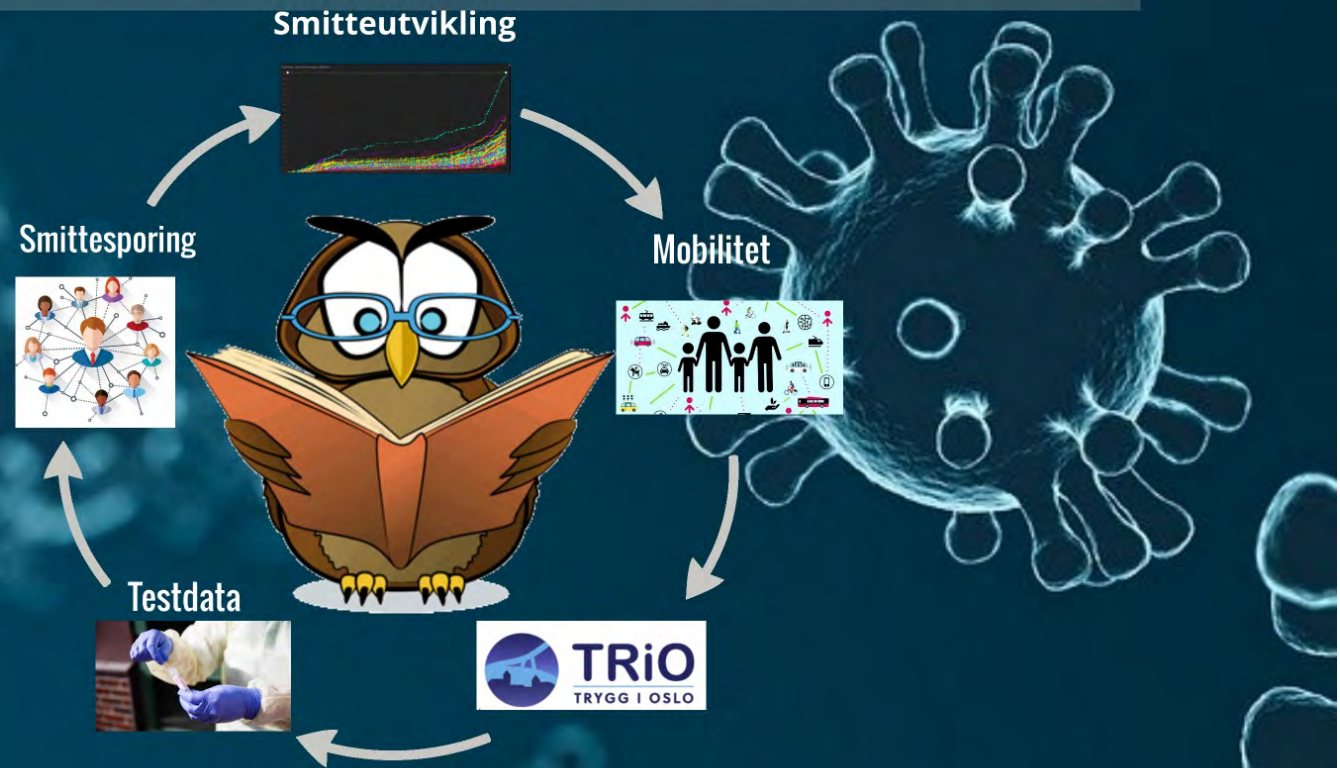 Smitteutvikling
Smittesporing
Mobilitet
Testdata
TRiO
TRYGG I OSLO